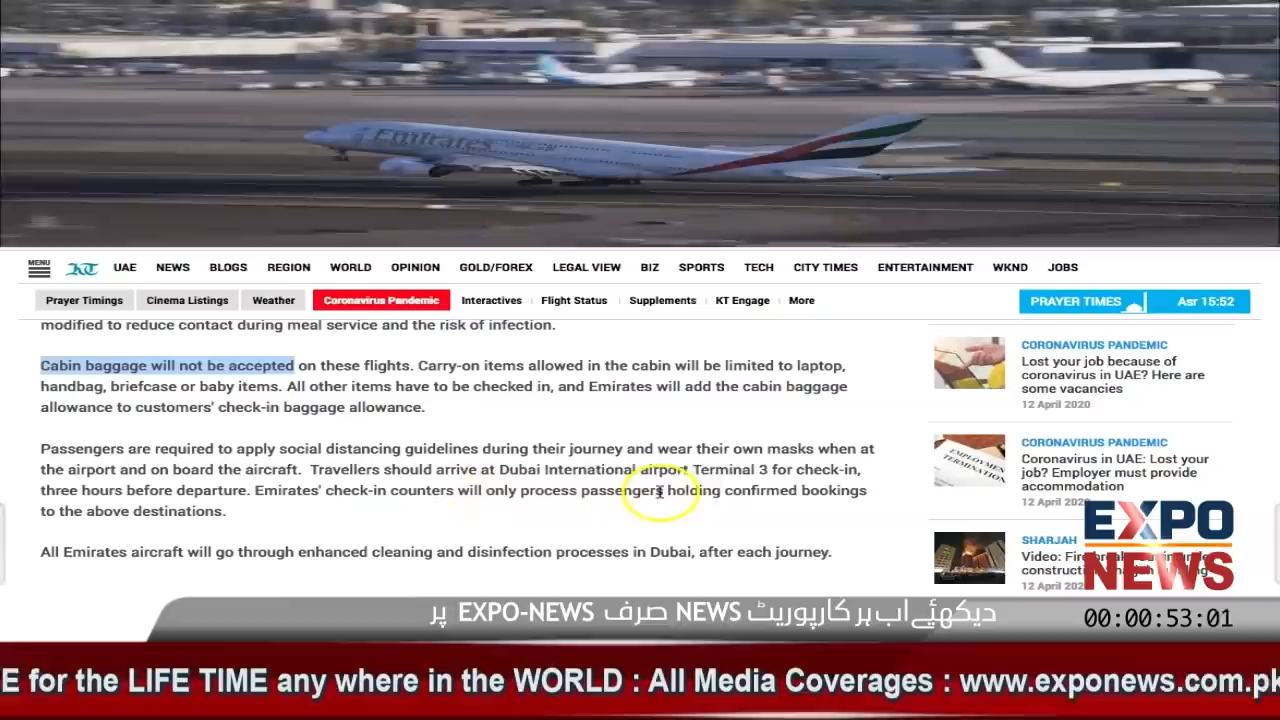 Emirates
MENU
KT
UAE NEWS BLOGS REGION WORLD OPINION GOLD/FOREX LEGAL VIEW BIZ SPORTS TECH CITY TIMES ENTERTAINMENT WKND JOBS
Prayer Timings Cinema Listings Weather Coronavirus Pandemic Interactives Flight Status Supplements KT Engage More PRAYER TIMES Asr 15:52
modified to reduce contact during meal service and the risk of infection.
Cabin baggage will not be accepted on these flights. Carry-on items allowed in the cabin will be limited to laptop,
handbag, briefcase or baby items. All other items have to be checked in, and Emirates will add the cabin baggage
allowance to customers' check-in baggage allowance.
Passengers are required to apply social distancing guidelines during their journey and wear their own masks when at
the airport and on board the aircraft. Travellers should arrive at Dubai International airport Terminal 3 for check-in,
three hours before departure. Emirates' check-in counters will only process passengers holding confirmed bookings
to the above destinations.
All Emirates aircraft will go through enhanced cleaning and disinfection processes in Dubai, after each journey.
CORONAVIRUS PANDEMIC
Lost your job because of
coronavirus in UAE? Here are
some vacancies
12 April 2020
EMPLOYMENT
TERMINATION
CORONAVIRUS PANDEMIC
Coronavirus in UAE: Lost your
job? Employer must provide
accommodation
12 April 2020
SHARJAH
Video: Fire
construct
12 April 202
EXPO
NEWS
00:00:53:01
دیکھئیے اب ہر کارپوریٹ NEWS صرف EXPO-NEWS پر
E for the LIFE TIME any where in the WORLD : All Media Coverages : www.exponews.com.pk